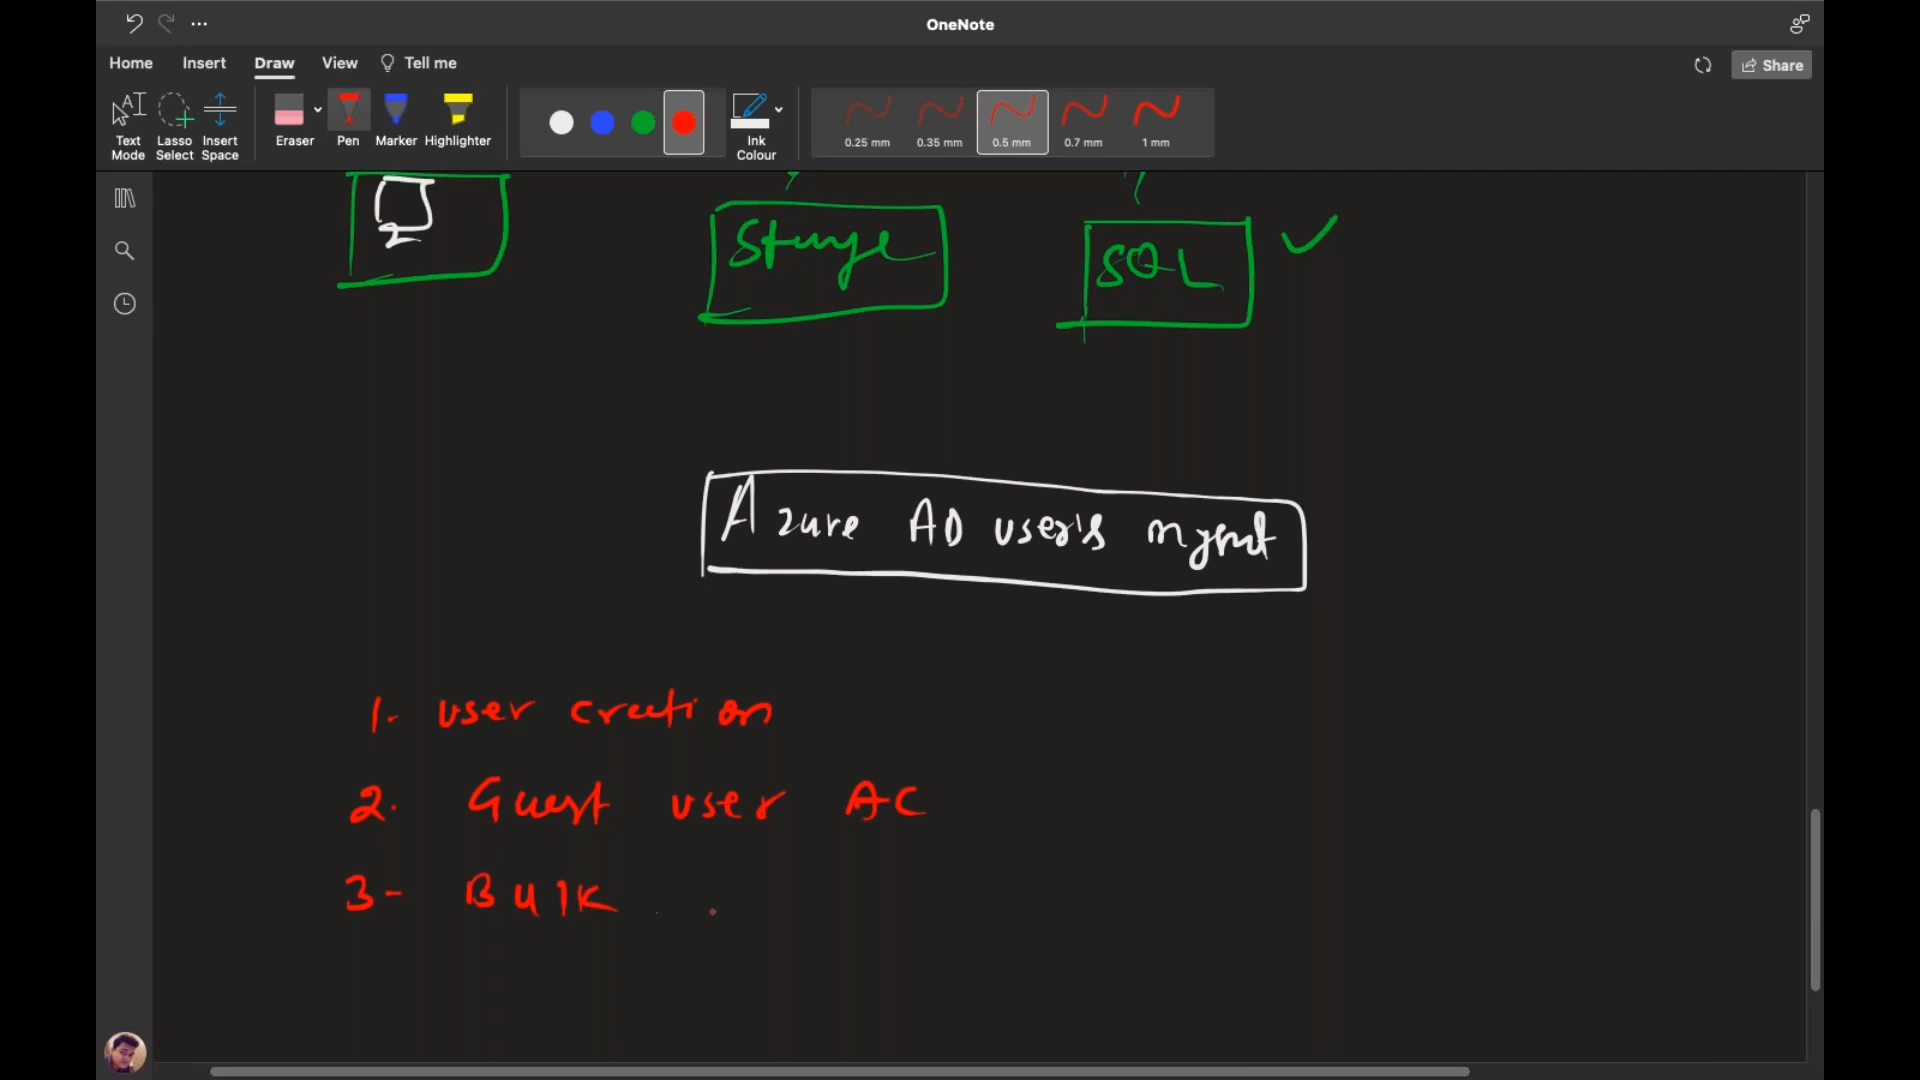 OneNote
Home Insert Draw View Tell me
Share
Text Mode
Lasso Select
Insert Space
Eraser
Pen
Marker
Highlighter
Ink Colour
0.25 mm
0.35 mm
0.5 mm
0.7 mm
1 mm
Storage
SQL
Azure AD user's mgmt
1. user creation
2. Guest user AC
3- Bulk